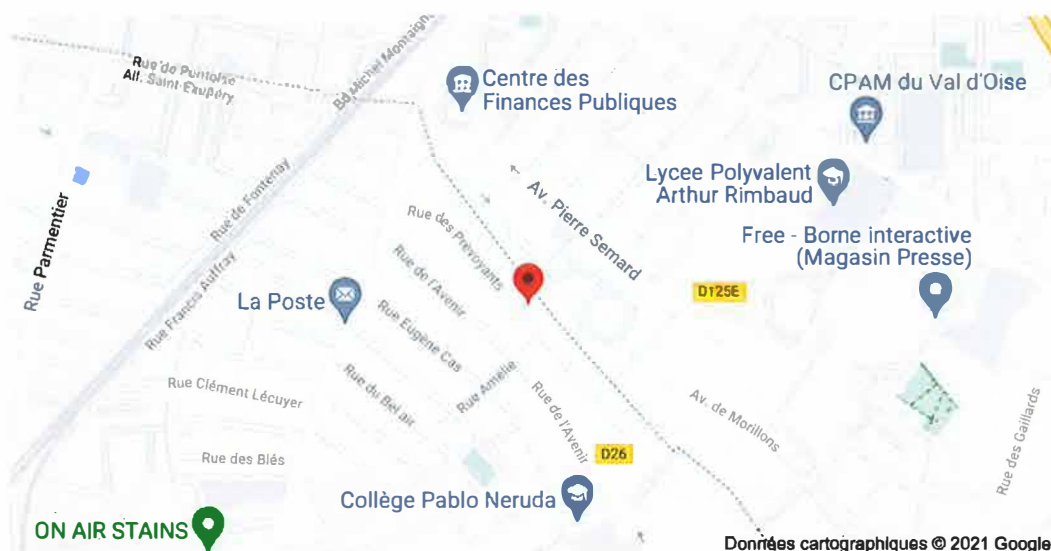 Rue de Pontoise
All. Saint Exupéry
Bd Michel Montaigne
Centre des
Finances Publiques
CPAM du Val d'Oise
Lycee Polyvalent
Arthur Rimbaud
Rue Parmentier
Rue de Fontenay
Av. Pierre Semard
Rue des Prévoyants
Free - Borne interactive
(Magasin Presse)
Rue Francis Auffray
La Poste
Rue de l'Avenir
D125E
Rue Eugène Cas
Rue Clément Lécuyer
Rue du Bel air
Rue Amélie
Rue de l'Avenir
Av. de Morillons
Rue des Gaillards
Rue des Blés
D26
Collège Pablo Neruda
ON AIR STAINS
Données cartographiques © 2021 Google